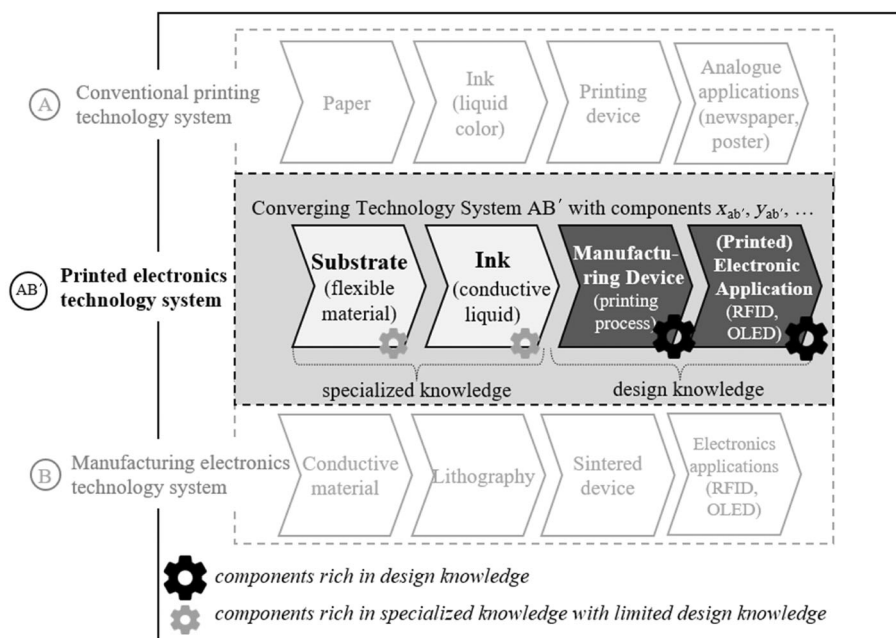 A
Conventional printing
technology system
Paper
Ink
(liquid
color)
Printing
device
Analogue
applications
(newspaper,
poster)
Converging Technology System AB′ with components xab′, yab′, …
AB′
Printed electronics
technology system
Substrate
(flexible
material)
Ink
(conductive
liquid)
Manufactu-
ring Device
(printing
process)
(Printed)
Electronic
Application
(RFID,
OLED)
specialized knowledge
design knowledge
B
Manufacturing electronics
technology system
Conductive
material
Lithography
Sintered
device
Electronics
applications
(RFID,
OLED)
components rich in design knowledge
components rich in specialized knowledge with limited design knowledge